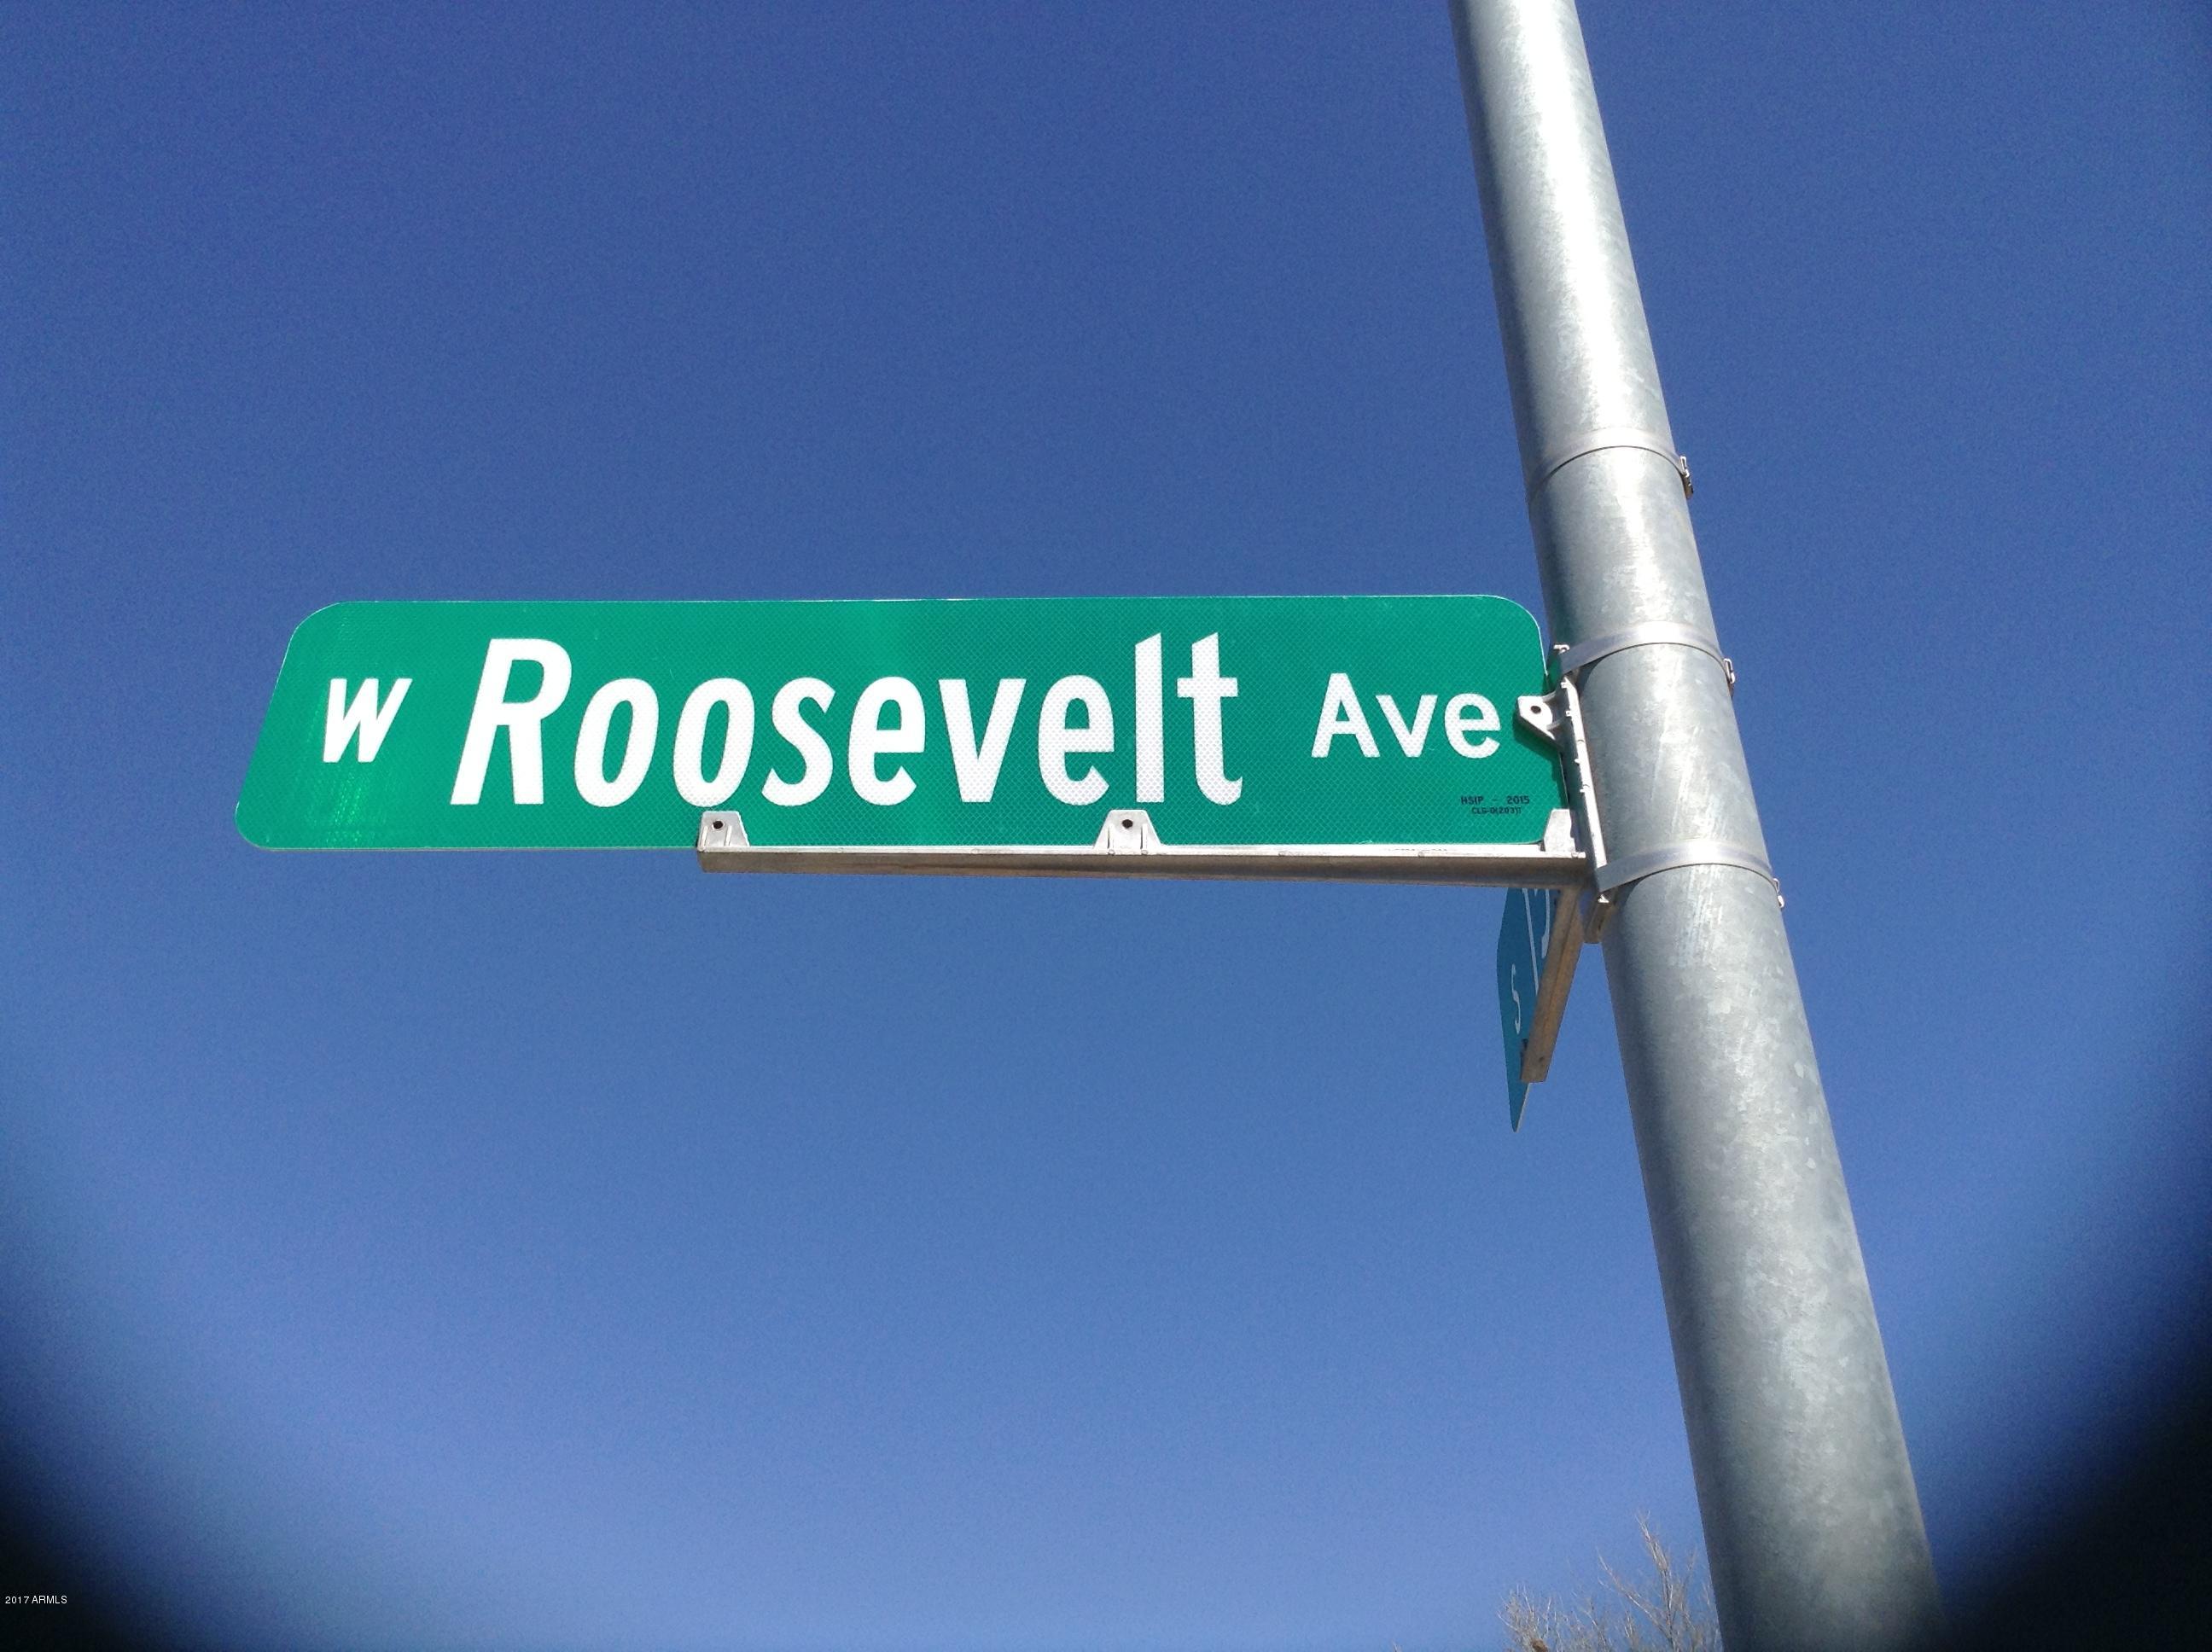 W Roosevelt Ave
HSIP - 2015
S
2017 ARMLS